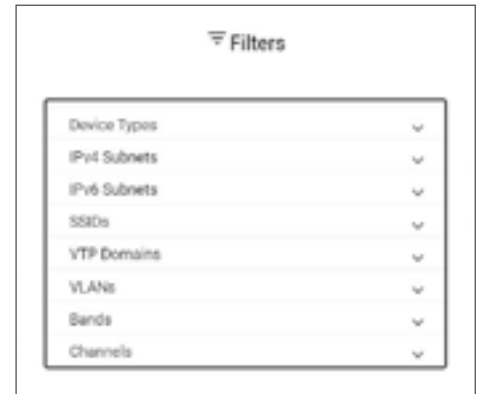 Filters
Device Types
IPv4 Subnets
IPv6 Subnets
SSIDs
VTP Domains
VLANs
Bands
Channels